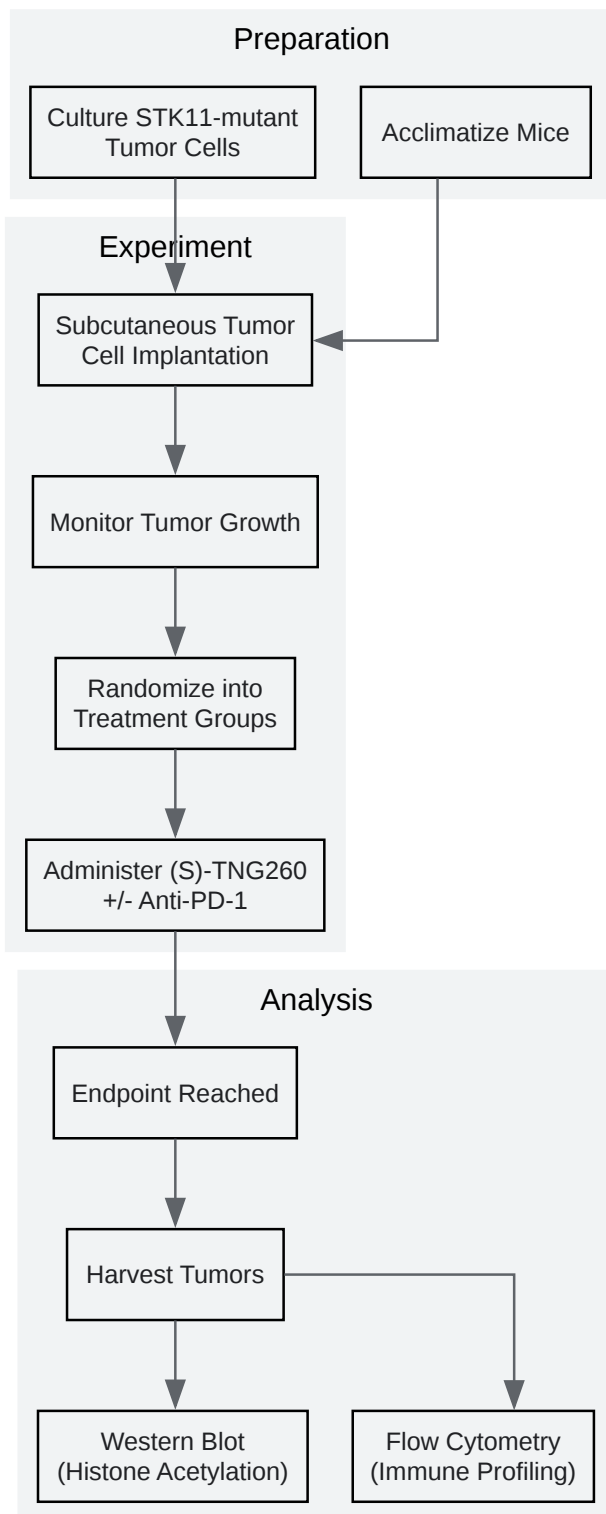 Preparation
Culture STK11-mutant
Tumor Cells
Acclimatize Mice
Experiment
Subcutaneous Tumor
Cell Implantation
Monitor Tumor Growth
Randomize into
Treatment Groups
Administer (S)-TNG260
+/- Anti-PD-1
Analysis
Endpoint Reached
Harvest Tumors
Western Blot
(Histone Acetylation)
Flow Cytometry
(Immune Profiling)